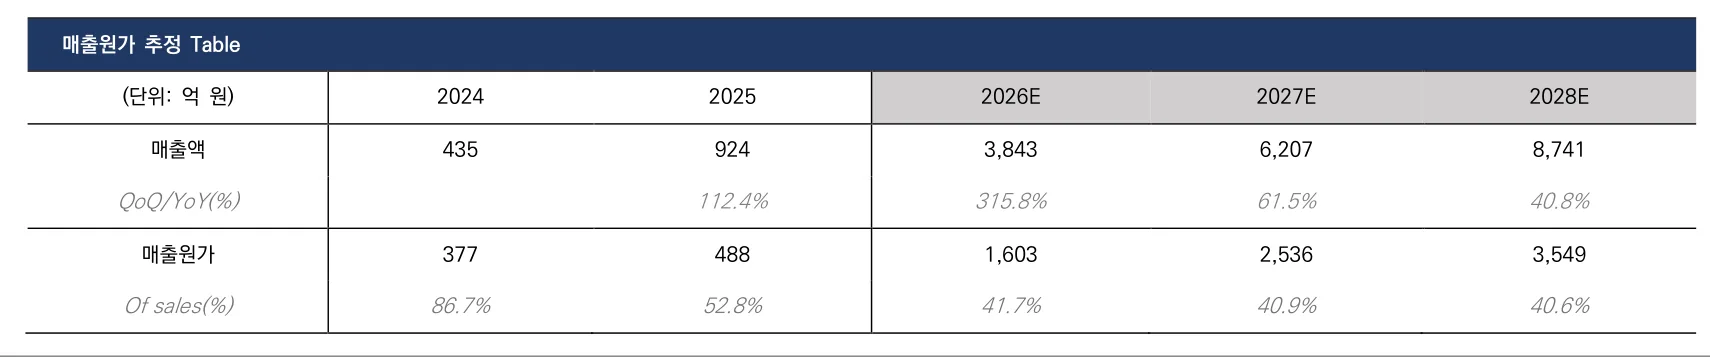 매출원가 추정 Table
(단위: 억 원) 2024 2025 2026E 2027E 2028E
매출액 435 924 3,843 6,207 8,741
QoQ/YoY(%) 112.4% 315.8% 61.5% 40.8%
매출원가 377 488 1,603 2,536 3,549
Of sales(%) 86.7% 52.8% 41.7% 40.9% 40.6%